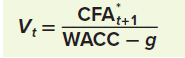 V_t = CFA*_{t+1}
WACC – g